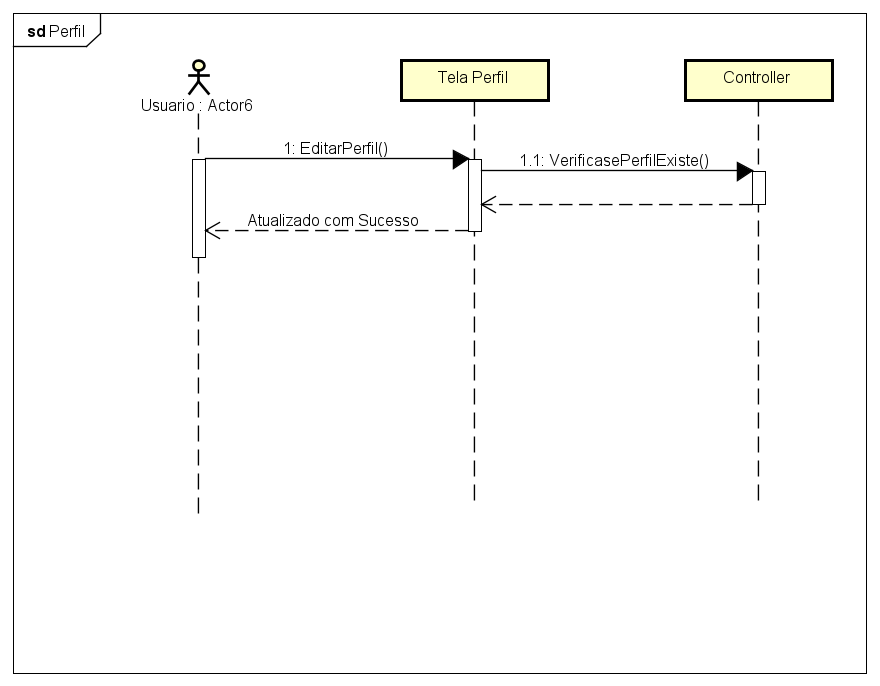 sd Perfil
Usuario : Actor6
Tela Perfil
Controller
1: EditarPerfil()
1.1: VerificasePerfilExiste()
Atualizado com Sucesso